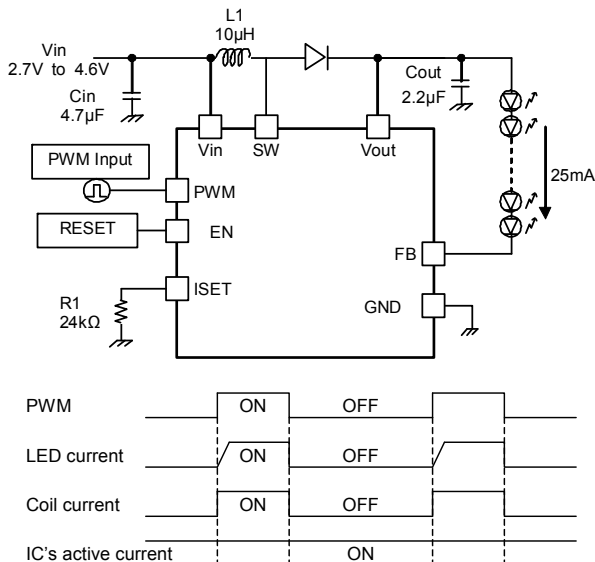 L1
10μH
Vin
2.7V to 4.6V
Cin
4.7μF
Cout
2.2μF
Vin
SW
Vout
PWM Input
PWM
25mA
RESET
EN
FB
ISET
R1
24kΩ
GND
PWM
ON
OFF
LED current
ON
OFF
Coil current
ON
OFF
IC's active current
ON